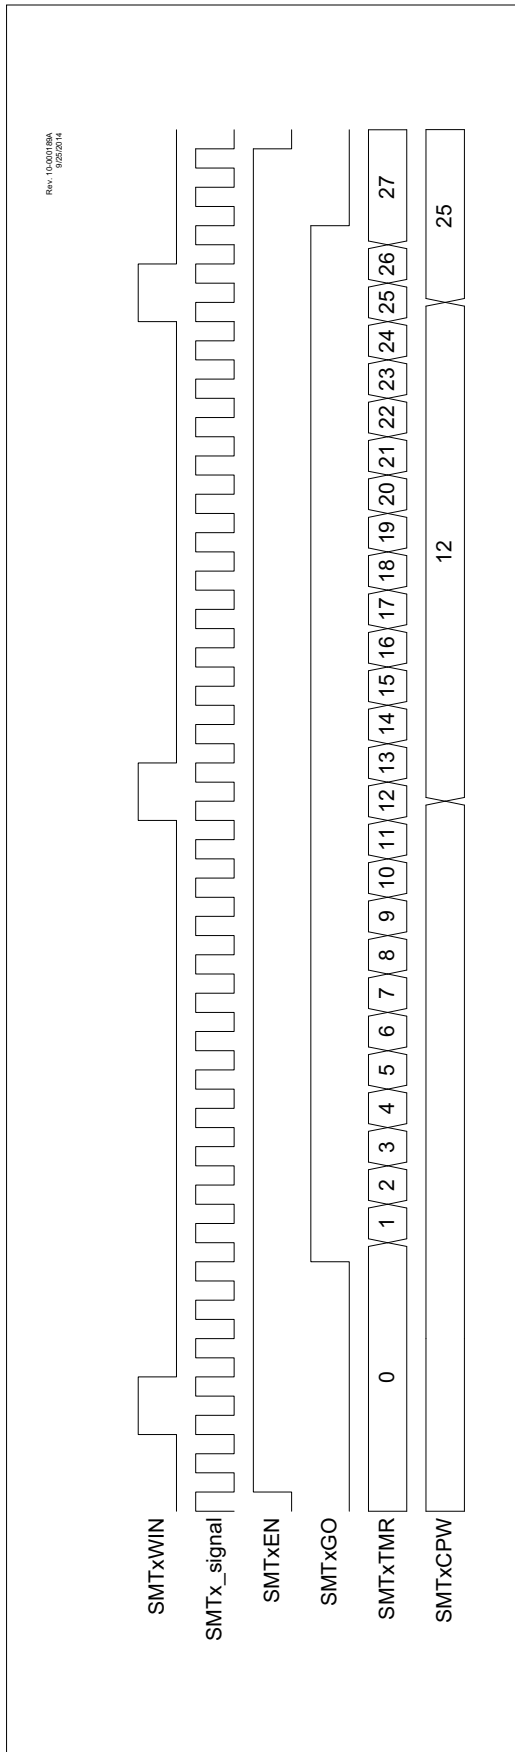 Rev. 10-000189A
9/25/2014
SMTxWIN
SMTx_signal
SMTxEN
SMTxGO
SMTxTMR 0 1 2 3 4 5 6 7 8 9 10 11 12 13 14 15 16 17 18 19 20 21 22 23 24 25 26 27
SMTxCPW 12 25